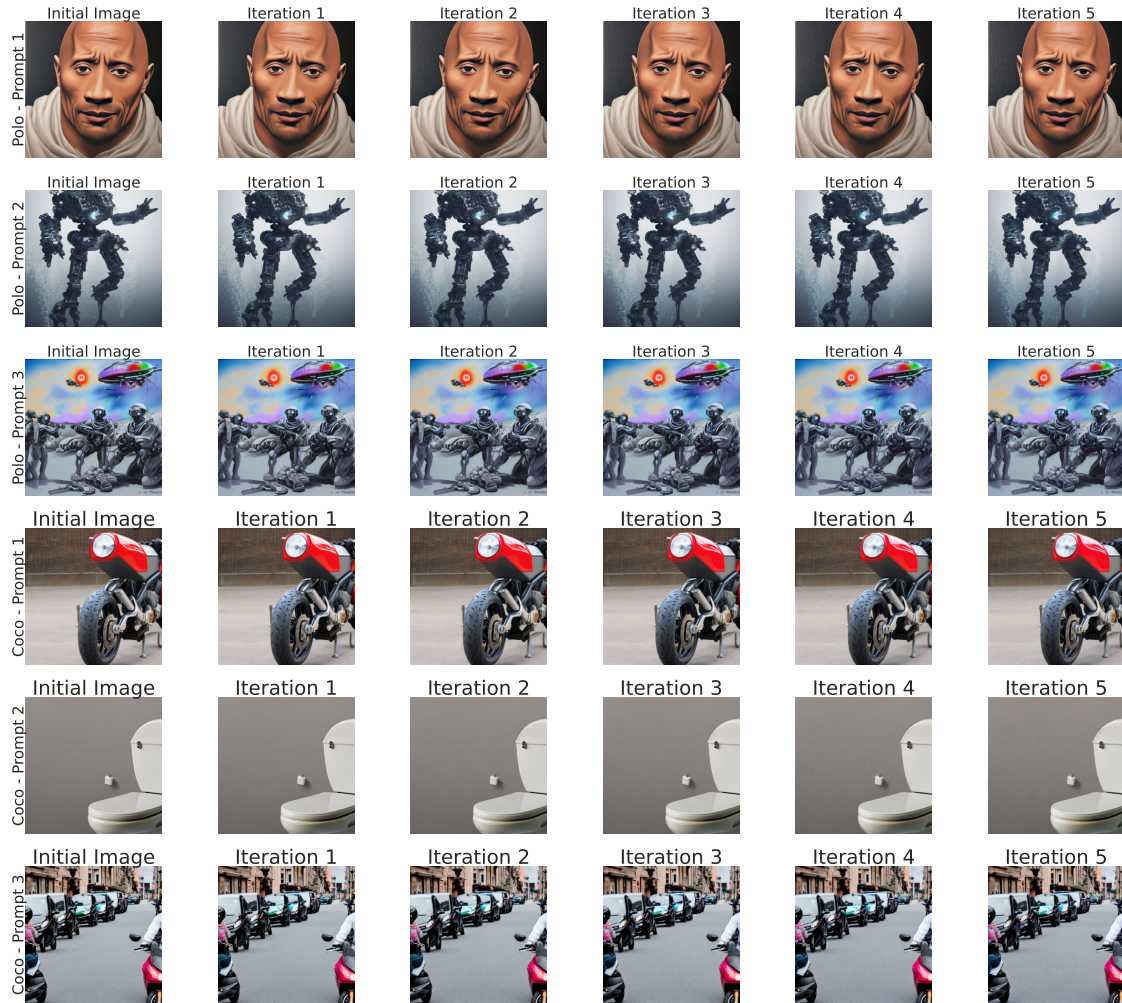 Initial Image Iteration 1 Iteration 2 Iteration 3 Iteration 4 Iteration 5
Polo - Prompt 1
Initial Image Iteration 1 Iteration 2 Iteration 3 Iteration 4 Iteration 5
Polo - Prompt 2
Initial Image Iteration 1 Iteration 2 Iteration 3 Iteration 4 Iteration 5
Polo - Prompt 3
Initial Image Iteration 1 Iteration 2 Iteration 3 Iteration 4 Iteration 5
Coco - Prompt 1
Initial Image Iteration 1 Iteration 2 Iteration 3 Iteration 4 Iteration 5
Coco - Prompt 2
Initial Image Iteration 1 Iteration 2 Iteration 3 Iteration 4 Iteration 5
Coco - Prompt 3